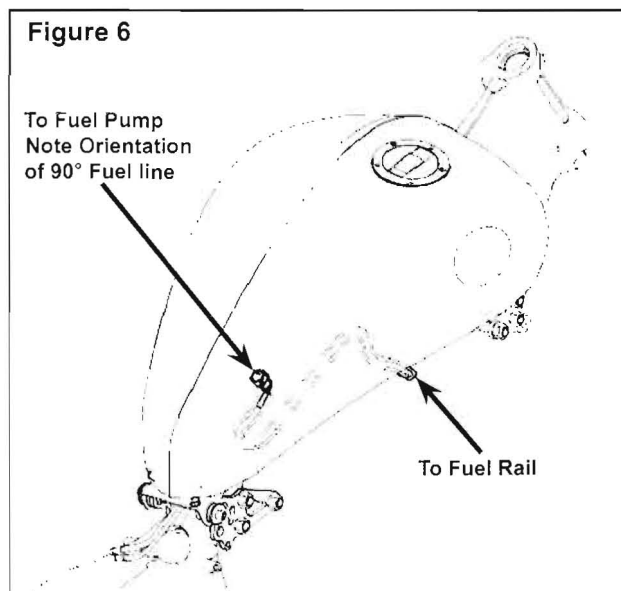 Figure 6
To Fuel Pump
Note Orientation
of 90° Fuel line
To Fuel Rail